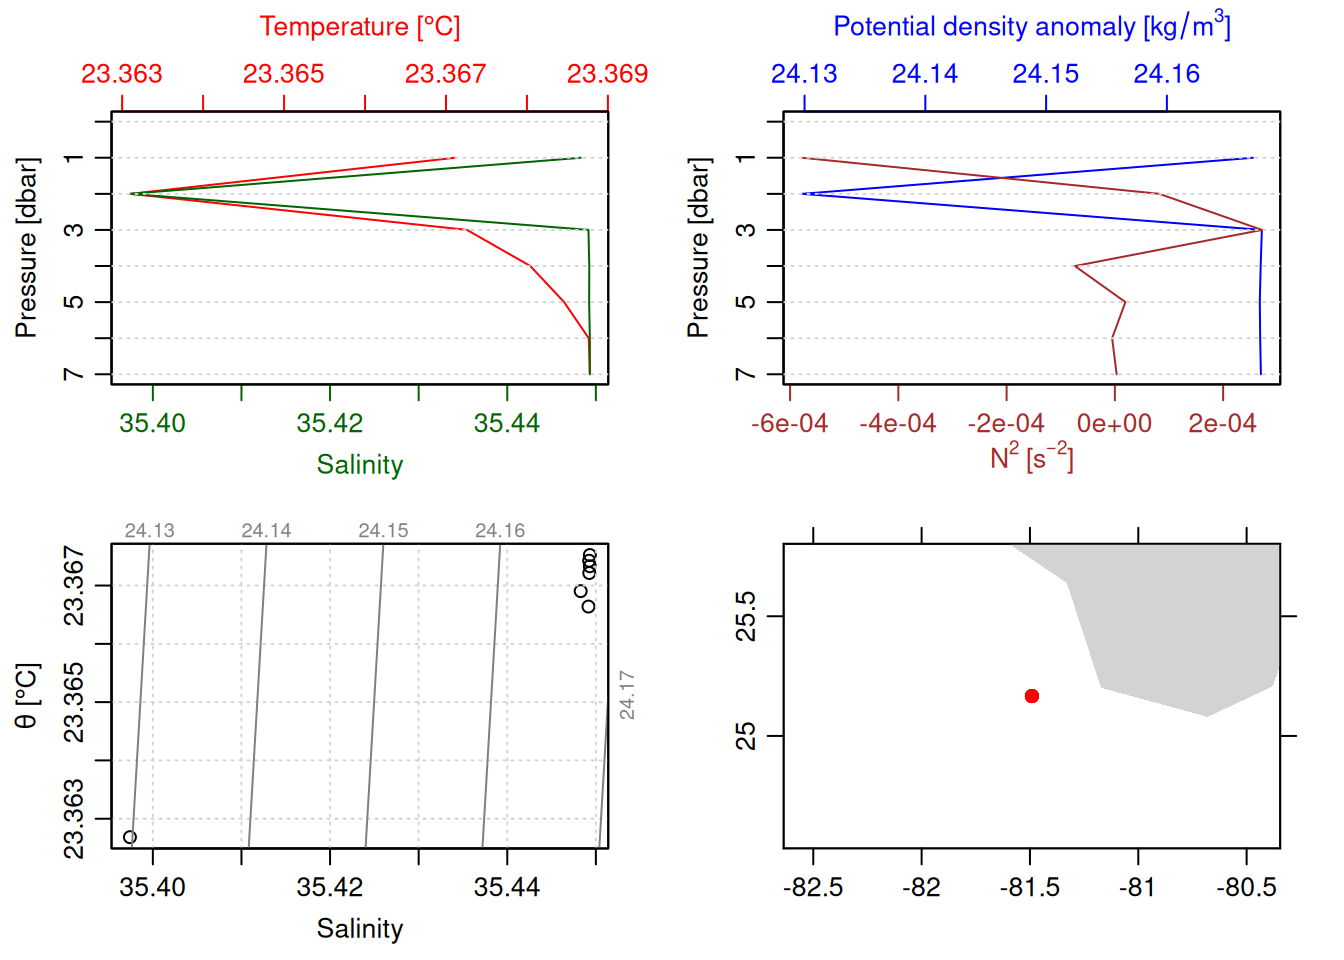 Temperature [°C]
23.363 23.365 23.367 23.369
Pressure [dbar]
1
3
5
7
35.40 35.42 35.44
Salinity
Potential density anomaly [kg/m³]
24.13 24.14 24.15 24.16
Pressure [dbar]
1
3
5
7
-6e-04 -4e-04 -2e-04 0e+00 2e-04
N² [s⁻²]
24.13 24.14 24.15 24.16
θ [°C]
23.367
23.365
23.363
24.17
35.40 35.42 35.44
Salinity
25.5
25
-82.5 -82 -81.5 -81 -80.5